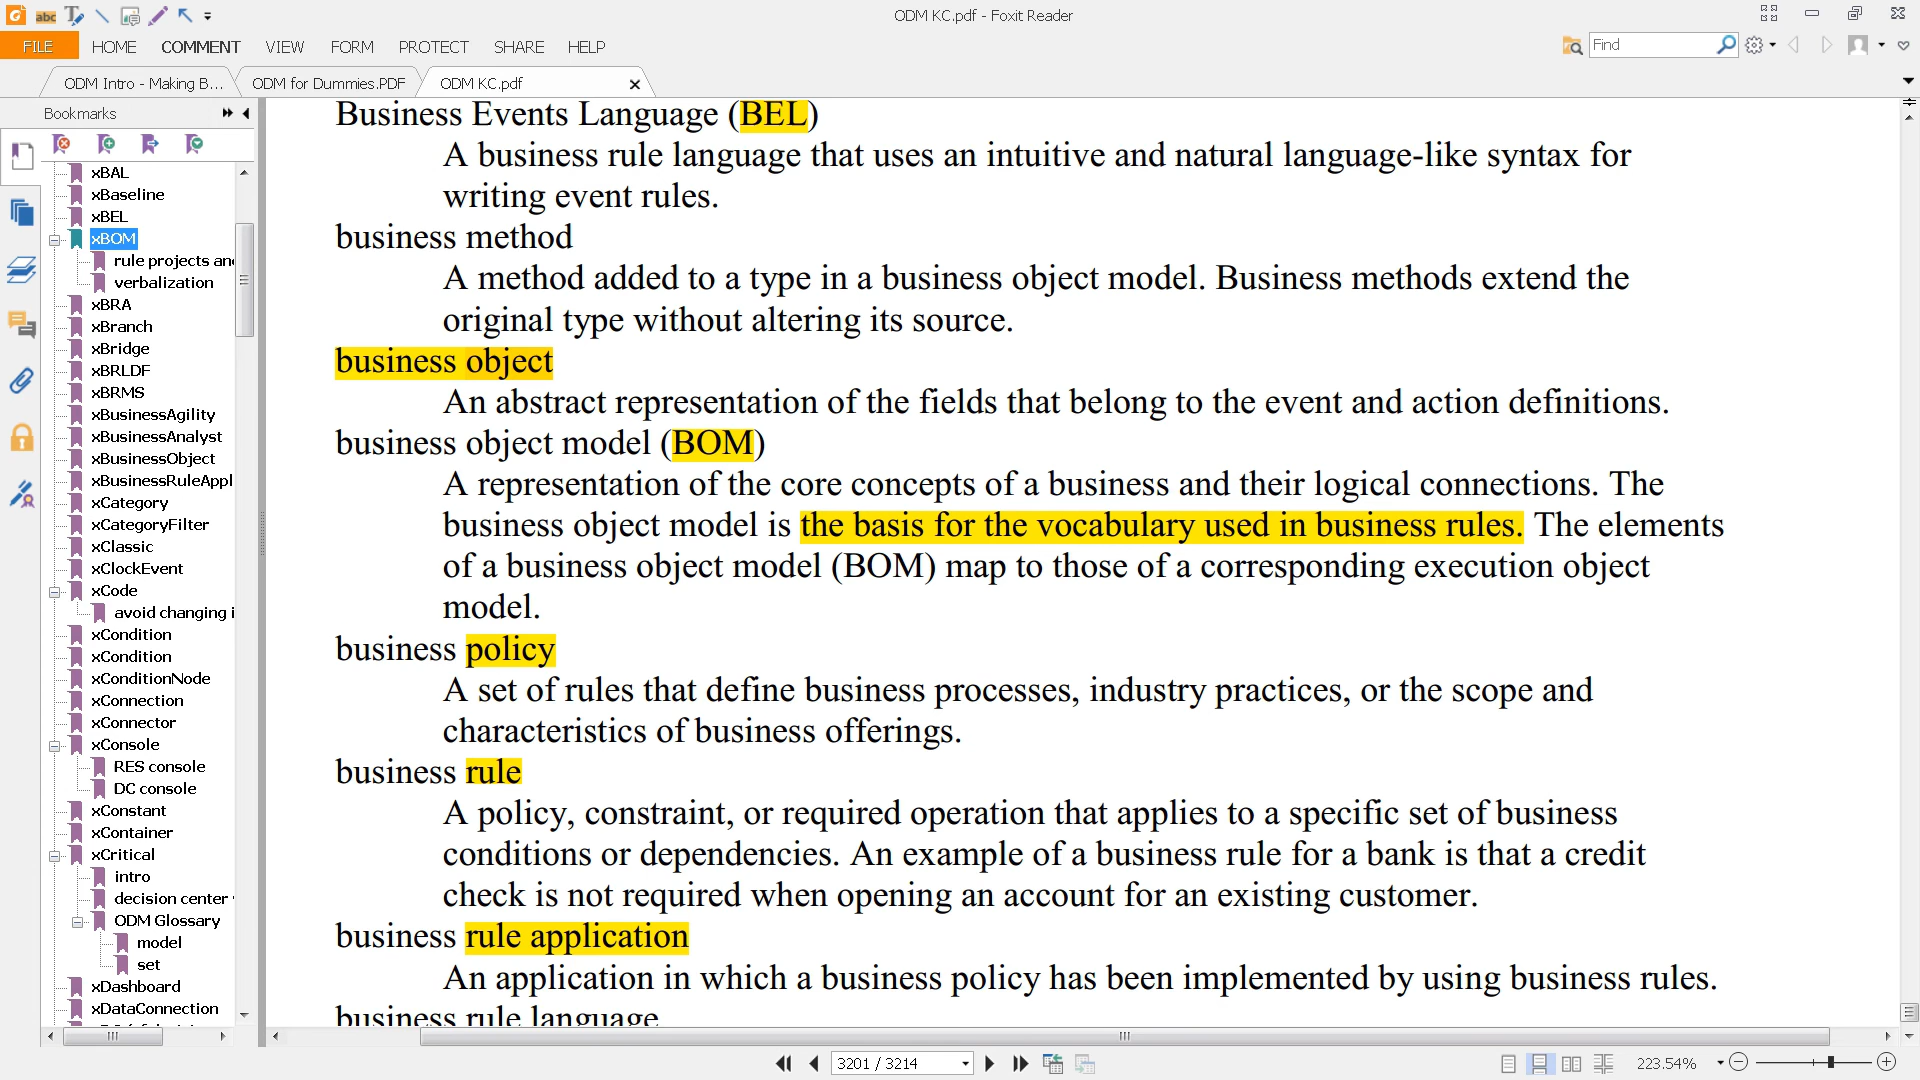 abc
ODM KC.pdf - Foxit Reader
FILE
HOME
COMMENT
VIEW
FORM
PROTECT
SHARE
HELP
Find
ODM Intro - Making B...
ODM for Dummies.PDF
ODM KC.pdf
Bookmarks
xBAL
xBaseline
xBEL
xBOM
rule projects an
verbalization
xBRA
xBranch
xBridge
xBRLDF
xBRMS
xBusinessAgility
xBusinessAnalyst
xBusinessObject
xBusinessRuleAppl
xCategory
xCategoryFilter
xClassic
xClockEvent
xCode
avoid changing i
xCondition
xCondition
xConditionNode
xConnection
xConnector
xConsole
RES console
DC console
xConstant
xContainer
xCritical
intro
decision center
ODM Glossary
model
set
xDashboard
xDataConnection
Business Events Language (BEL)
A business rule language that uses an intuitive and natural language-like syntax for
writing event rules.
business method
A method added to a type in a business object model. Business methods extend the
original type without altering its source.
business object
An abstract representation of the fields that belong to the event and action definitions.
business object model (BOM)
A representation of the core concepts of a business and their logical connections. The
business object model is the basis for the vocabulary used in business rules. The elements
of a business object model (BOM) map to those of a corresponding execution object
model.
business policy
A set of rules that define business processes, industry practices, or the scope and
characteristics of business offerings.
business rule
A policy, constraint, or required operation that applies to a specific set of business
conditions or dependencies. An example of a business rule for a bank is that a credit
check is not required when opening an account for an existing customer.
business rule application
An application in which a business policy has been implemented by using business rules.
business rule language
3201 / 3214
223.54%